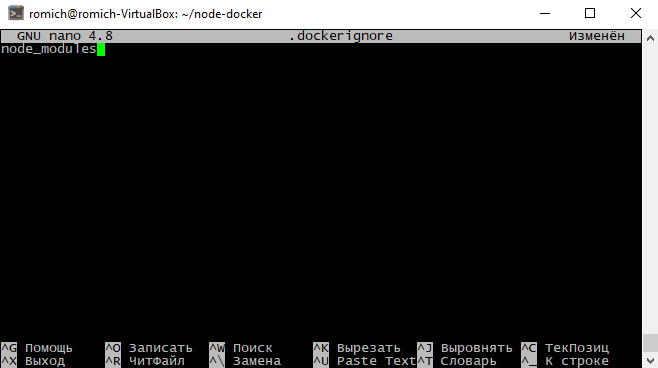 romich@romich-VirtualBox: ~/node-docker
GNU nano 4.8 .dockerignore Изменён
node_modules
^G Помощь ^O Записать ^W Поиск ^K Вырезать ^J Выровнять ^C ТекПозиц
^X Выход ^R ЧитФайл ^\ Замена ^U Paste Text ^T Словарь ^_ К строке